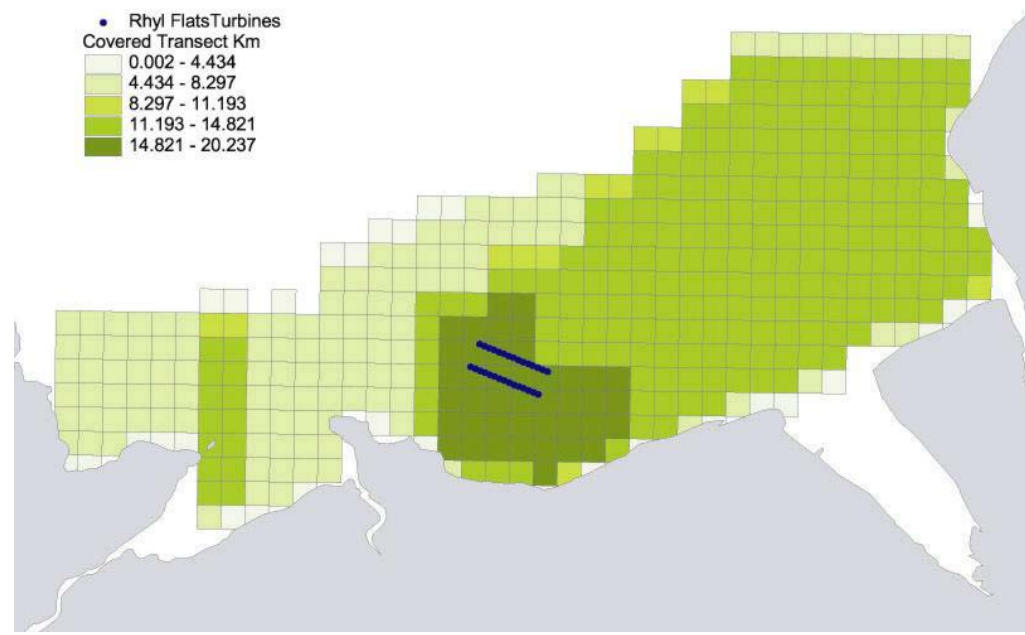 Rhyl FlatsTurbines
Covered Transect Km
0.002 - 4.434
4.434 - 8.297
8.297 - 11.193
11.193 - 14.821
14.821 - 20.237